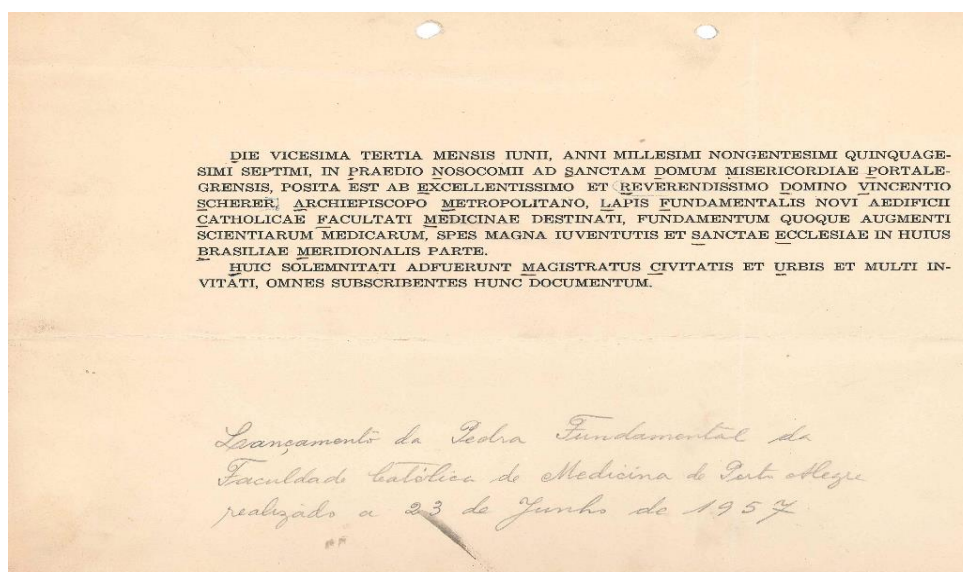 DIE VICESIMA TERTIA MENSIS IUNII, ANNI MILLESIMI NONGENTESIMI QUINQUAGE-
SIMI SEPTIMI, IN PRAEDIO NOSOCOMII AD SANCTAM DOMUM MISERICORDIAE PORTALE-
GRENSIS, POSITA EST AB EXCELLENTISSIMO ET REVERENDISSIMO DOMINO VINCENTIO
SCHERER, ARCHIEPISCOPO METROPOLITANO, LAPIS FUNDAMENTALIS NOVI AEDIFICII
CATHOLICAE FACULTATI MEDICINAE DESTINATI, FUNDAMENTUM QUOQUE AUGMENTI
SCIENTIARUM MEDICARUM, SPES MAGNA IUVENTUTIS ET SANCTAE ECCLESIAE IN HUIUS
BRASILIAE MERIDIONALIS PARTE.
HUIC SOLEMNITATI ADFUERUNT MAGISTRATUS CIVITATIS ET URBIS ET MULTI IN-
VITATI, OMNES SUBSCRIBENTES HUNC DOCUMENTUM.
Lançamento da Pedra Fundamental da
Faculdade Católica de Medicina de Porto Alegre
realizado a 23 de Junho de 1957